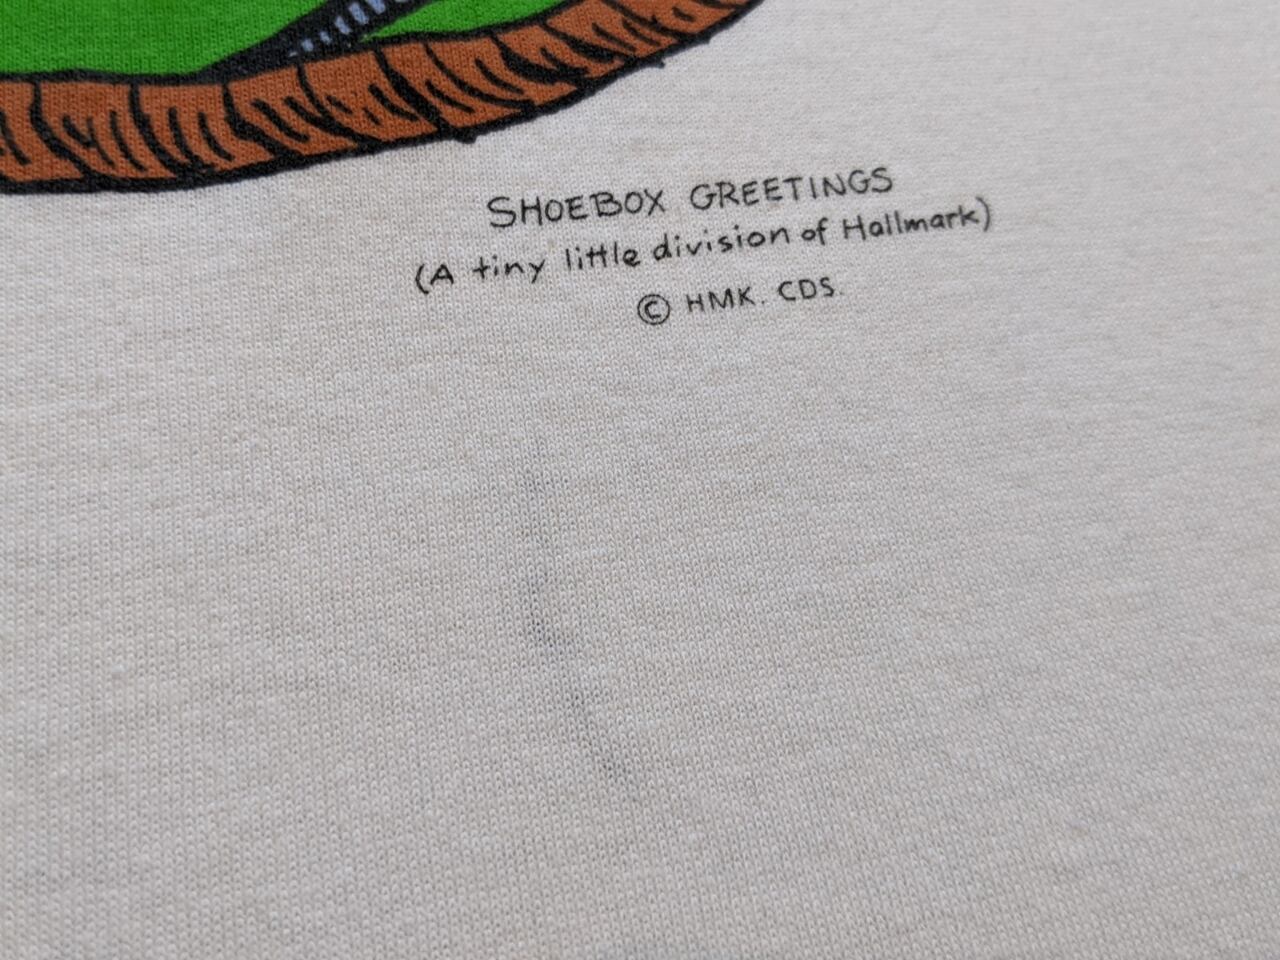 SHOEBOX GREETINGS
(A tiny little division of Hallmark)
© HMK. CDS.